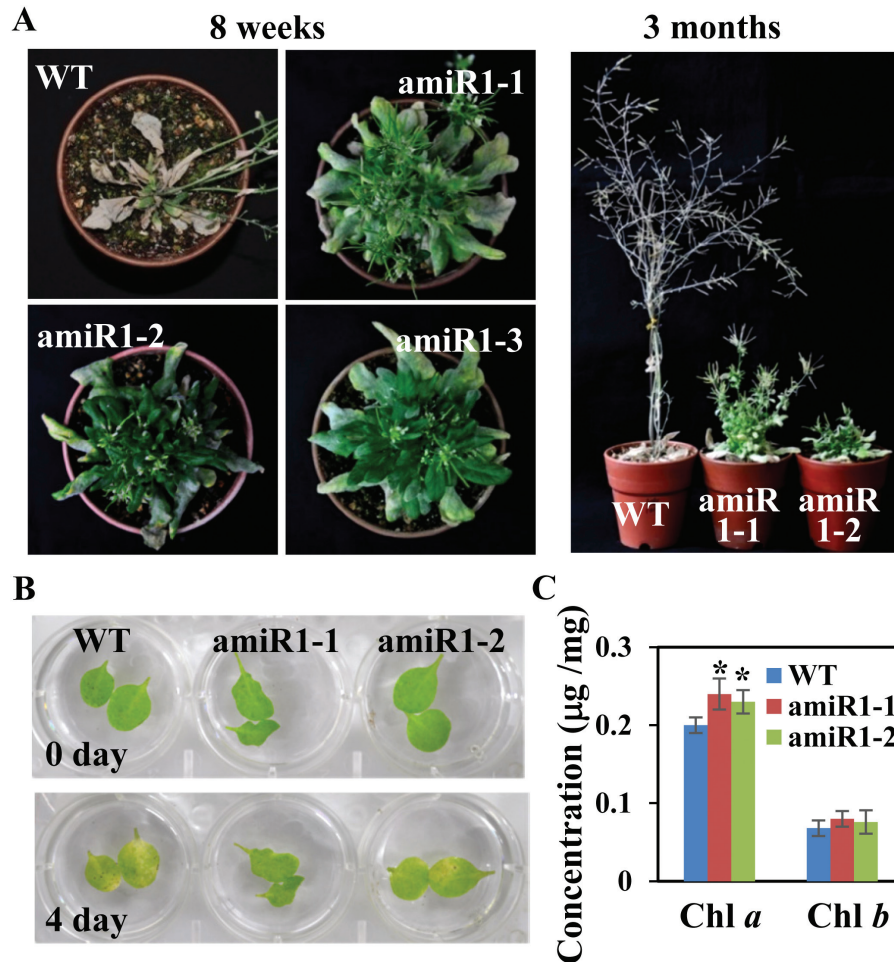 A
8 weeks
3 months
WT
amiR1-1
amiR1-2
amiR1-3
WT
amiR
1-1
amiR
1-2
B
WT
amiR1-1
amiR1-2
0 day
4 day
C
Concentration (μg /mg)
0.3
0.2
0.1
0
* *
WT
amiR1-1
amiR1-2
Chl a
Chl b